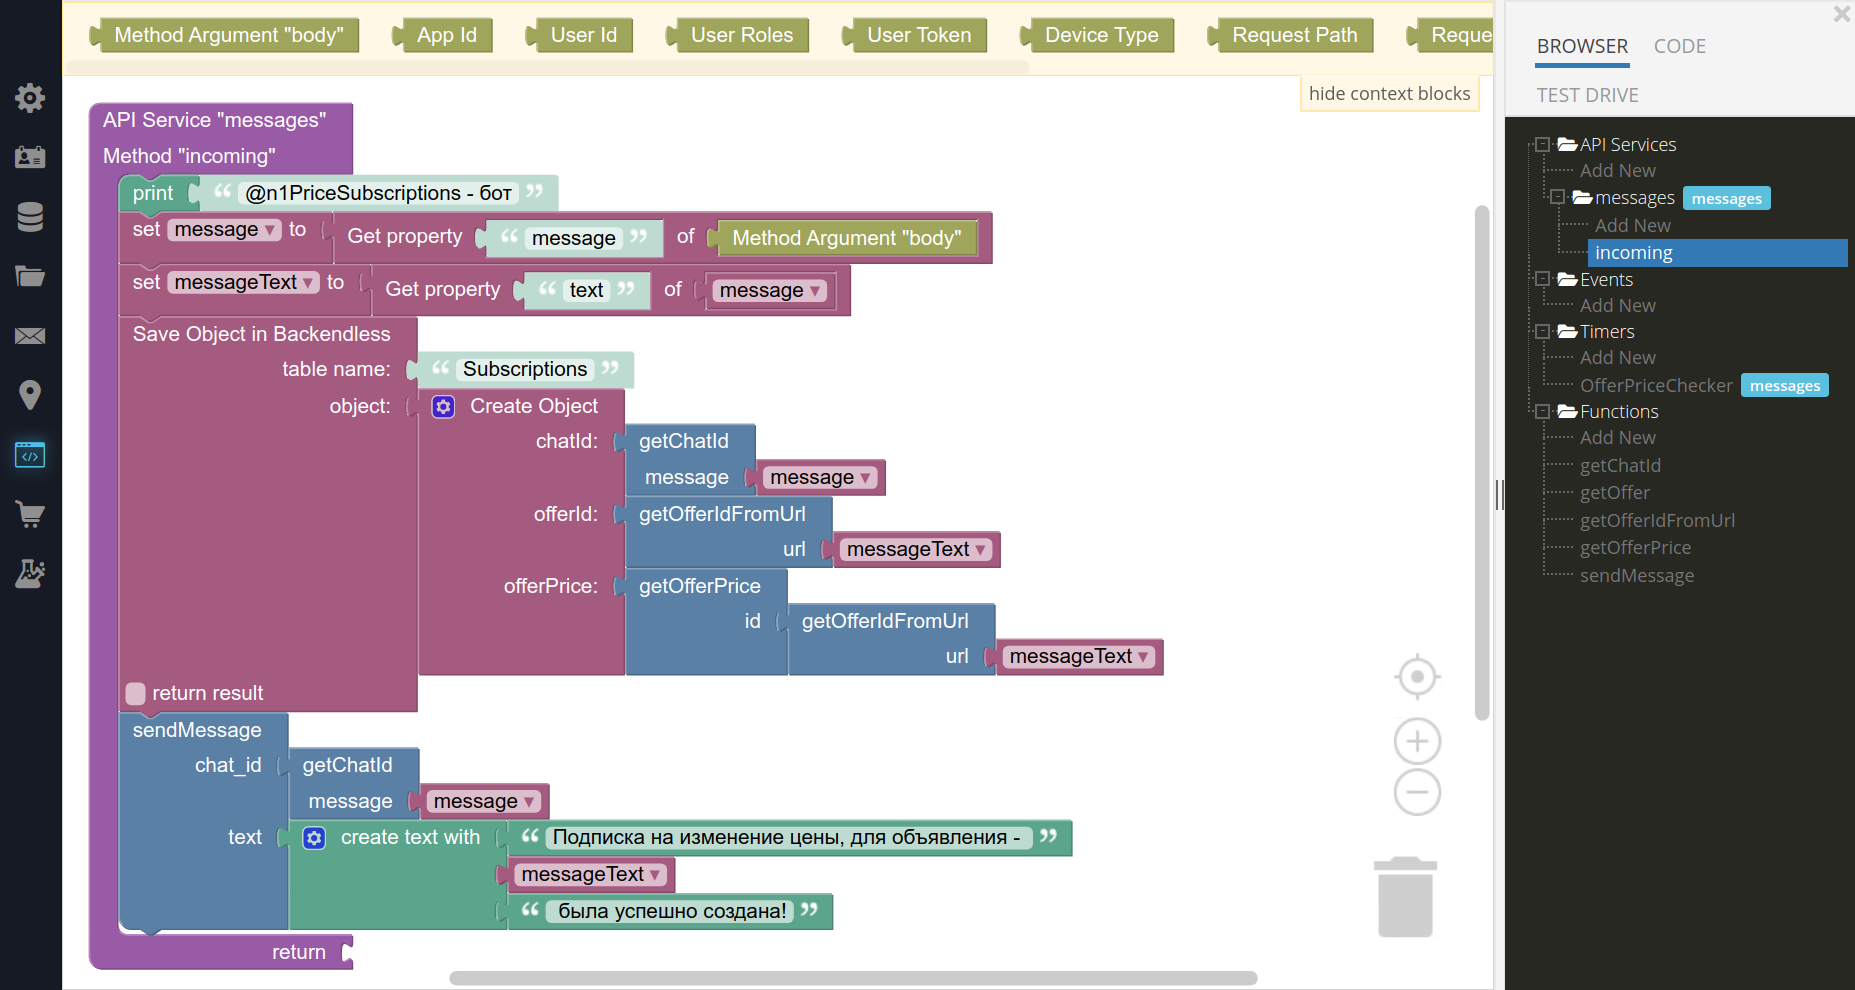 Method Argument "body"
App Id
User Id
User Roles
User Token
Device Type
Request Path
Reque
hide context blocks
API Service "messages"
Method "incoming"
print “ @n1PriceSubscriptions - бот ”
set message ▾ to Get property “ message ” of Method Argument "body"
set messageText ▾ to Get property “ text ” of message ▾
Save Object in Backendless
table name: “ Subscriptions ”
object: Create Object
chatId: getChatId
message message ▾
offerId: getOfferIdFromUrl
url messageText ▾
offerPrice: getOfferPrice
id getOfferIdFromUrl
url messageText ▾
return result
sendMessage
chat_id getChatId
message message ▾
text create text with “ Подписка на изменение цены, для объявления - ”
messageText ▾
“ была успешно создана! ”
return
BROWSER
CODE
TEST DRIVE
API Services
Add New
messages messages
Add New
incoming
Events
Add New
Timers
Add New
OfferPriceChecker messages
Functions
Add New
getChatId
getOffer
getOfferIdFromUrl
getOfferPrice
sendMessage